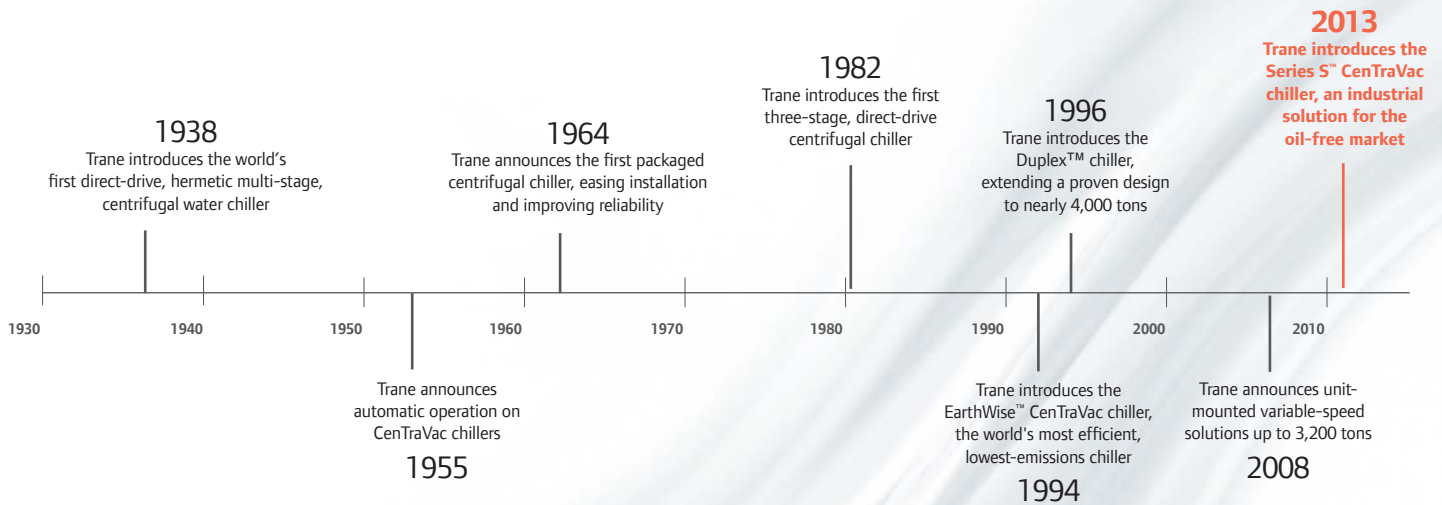 1938
Trane introduces the world's
first direct-drive, hermetic multi-stage,
centrifugal water chiller
1964
Trane announces the first packaged
centrifugal chiller, easing installation
and improving reliability
1982
Trane introduces the first
three-stage, direct-drive
centrifugal chiller
1996
Trane introduces the
Duplex™ chiller,
extending a proven design
to nearly 4,000 tons
2013
Trane introduces the
Series S™ CenTraVac
chiller, an industrial
solution for the
oil-free market
1930
1940
1950
1960
1970
1980
1990
2000
2010
Trane announces
automatic operation on
CenTraVac chillers
1955
Trane introduces the
EarthWise™ CenTraVac chiller,
the world's most efficient,
lowest-emissions chiller
1994
Trane announces unit-
mounted variable-speed
solutions up to 3,200 tons
2008